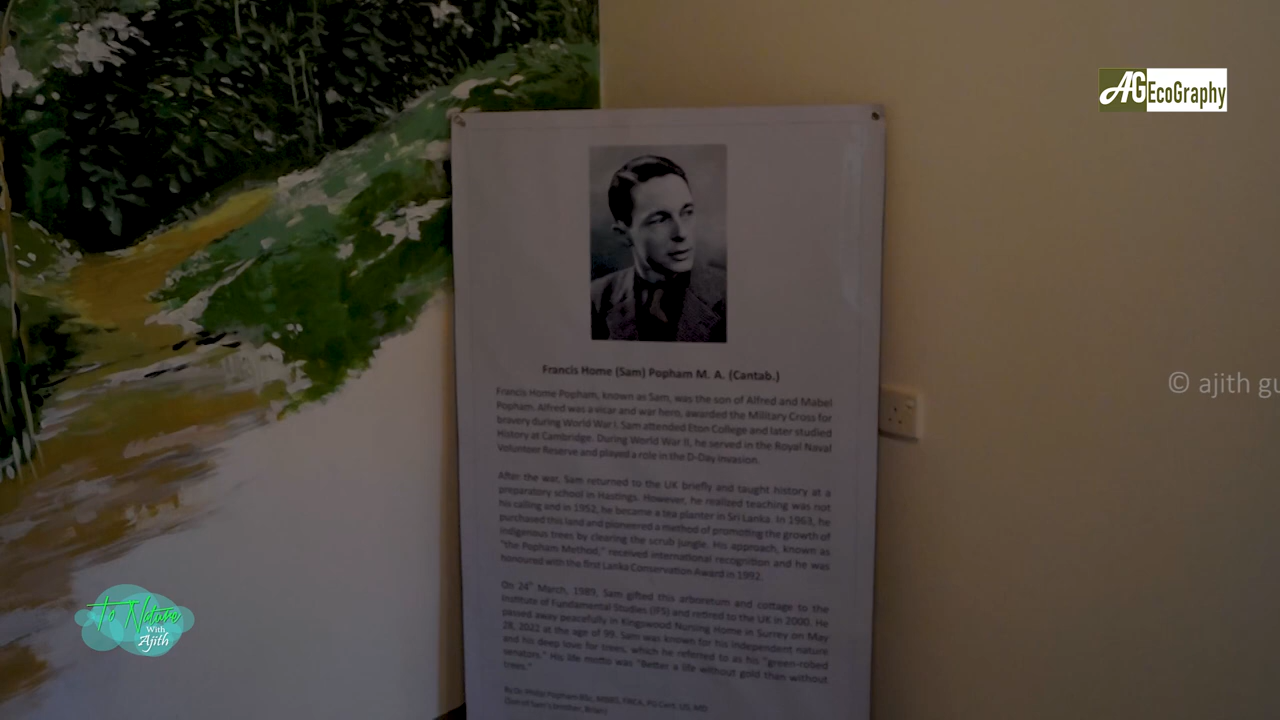 AG EcoGraphy
Francis Home (Sam) Popham M. A. (Cantab.)
Francis Home Popham, known as Sam, was the son of Alfred and Mabel
Popham. Alfred was a vicar and war hero, awarded the Military Cross for
bravery during World War I. Sam attended Eton College and later studied
History at Cambridge. During World War II, he served in the Royal Naval
Volunteer Reserve and played a role in the D-Day invasion.
After the war, Sam returned to the UK briefly and taught history at a
preparatory school in Hastings. However, he realized teaching was not
his calling and in 1952, he became a tea planter in Sri Lanka. In 1963, he
purchased this land and pioneered a method of promoting the growth of
indigenous trees by clearing the scrub jungle. His approach, known as
"the Popham Method," received international recognition and he was
honoured with the first Lanka Conservation Award in 1992.
On 24th March, 1989, Sam gifted this arboretum and cottage to the
Institute of Fundamental Studies (IFS) and retired to the UK in 2000. He
passed away peacefully in Kingswood Nursing Home in Surrey on May
28, 2022 at the age of 99. Sam was known for his independent nature
and his deep love for trees, which he referred to as his "green-robed
senators." His life motto was "Better a life without gold than without
trees."
By Dr. Philip Popham BSc, MBBS, FRCA, PG Cert. US, MD
© ajith gu
To Nature
With
Ajith